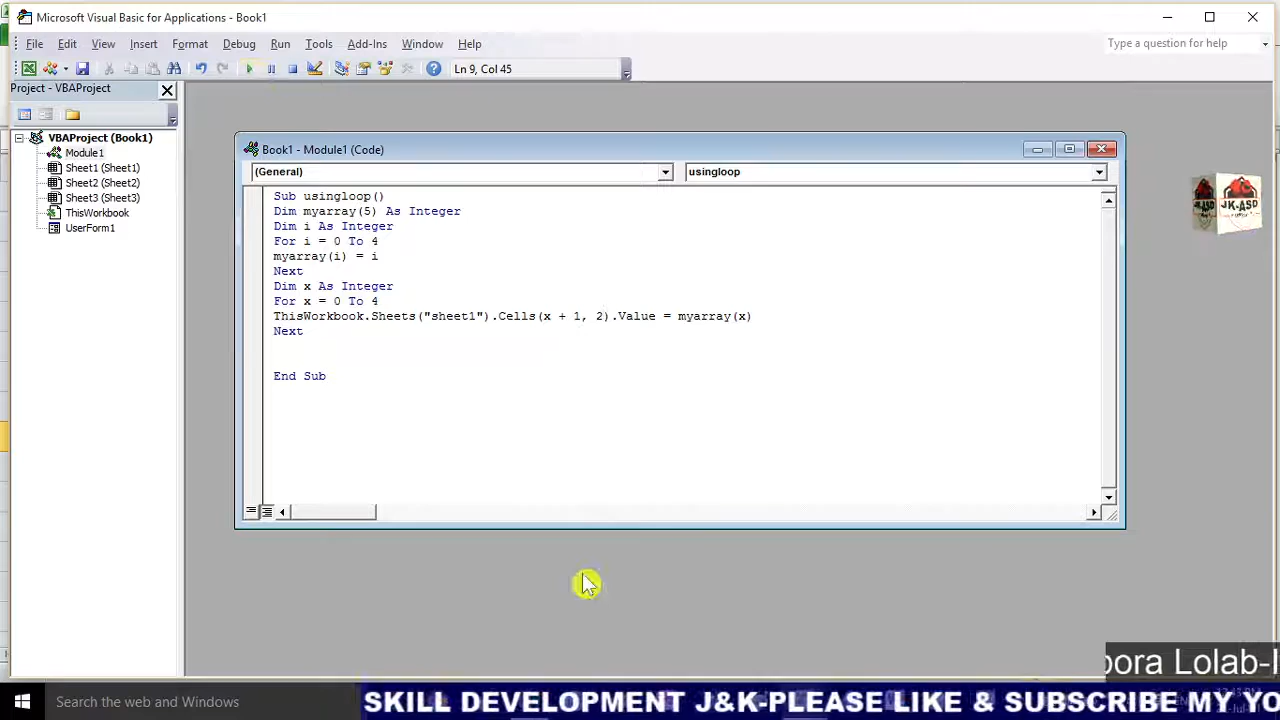 Microsoft Visual Basic for Applications - Book1
File Edit View Insert Format Debug Run Tools Add-Ins Window Help
Type a question for help
Ln 9, Col 45
Project - VBAProject
VBAProject (Book1)
Module1
Sheet1 (Sheet1)
Sheet2 (Sheet2)
Sheet3 (Sheet3)
ThisWorkbook
UserForm1
Book1 - Module1 (Code)
(General)
usingloop
Sub usingloop()
Dim myarray(5) As Integer
Dim i As Integer
For i = 0 To 4
myarray(i) = i
Next
Dim x As Integer
For x = 0 To 4
ThisWorkbook.Sheets("sheet1").Cells(x + 1, 2).Value = myarray(x)
Next
End Sub
JK-ASD
pora Lolab-
Search the web and Windows
SKILL DEVELOPMENT J&K-PLEASE LIKE & SUBSCRIBE MY YO